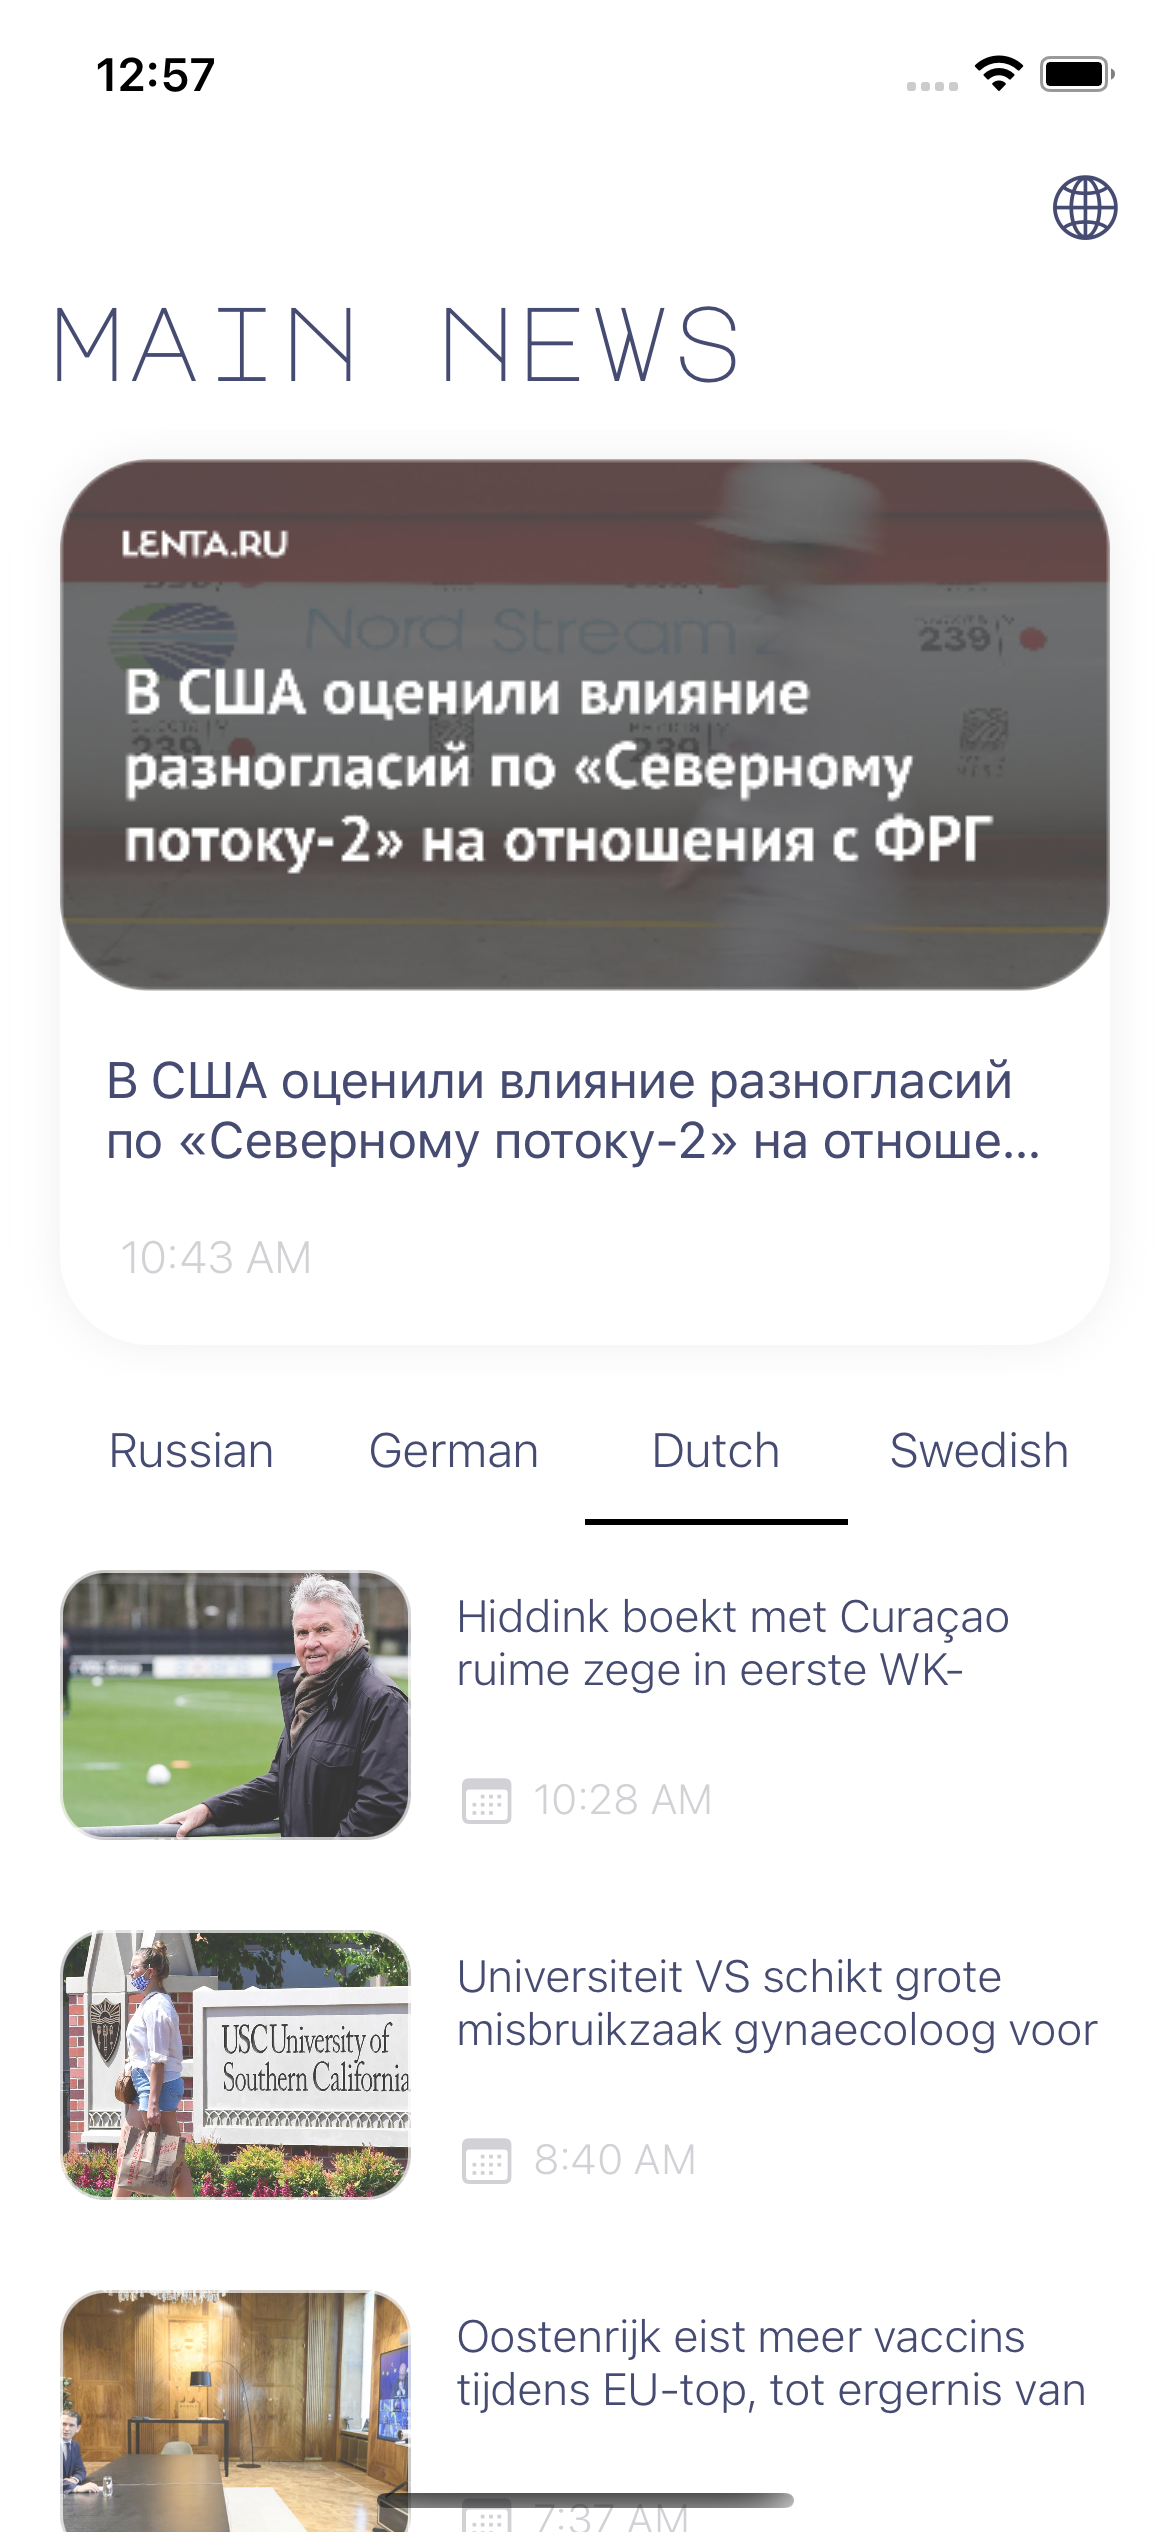 12:57
MAIN NEWS
LENTA.RU
Nord Stream 2
239
В США оценили влияние
239
239
разногласий по «Северному
потоку-2» на отношения с ФРГ
В США оценили влияние разногласий
по «Северному потоку-2» на отноше...
10:43 AM
Russian German Dutch Swedish
Hiddink boekt met Curaçao
ruime zege in eerste WK-
10:28 AM
USC University of
Southern California
Universiteit VS schikt grote
misbruikzaak gynaecoloog voor
8:40 AM
Oostenrijk eist meer vaccins
tijdens EU-top, tot ergernis van
7:37 AM